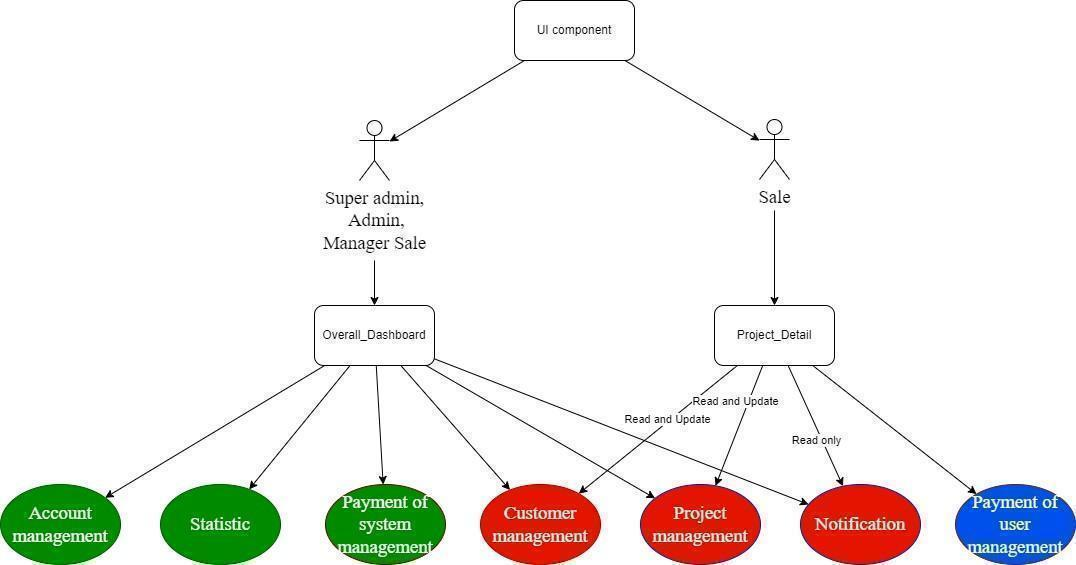 UI component
Super admin,
Admin,
Manager Sale
Sale
Overall_Dashboard
Project_Detail
Read and Update
Read and Update
Read only
Account
management
Statistic
Payment of
system
management
Customer
management
Project
management
Notification
Payment of
user
management